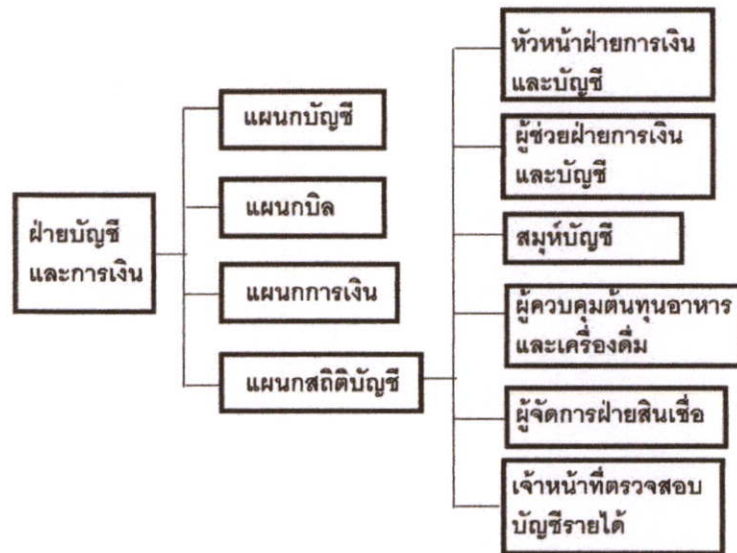 ฝ่ายบัญชี
และการเงิน
แผนกบัญชี
แผนกบิล
แผนกการเงิน
แผนกสถิติบัญชี
หัวหน้าฝ่ายการเงิน
และบัญชี
ผู้ช่วยฝ่ายการเงิน
และบัญชี
สมุห์บัญชี
ผู้ควบคุมต้นทุนอาหาร
และเครื่องดื่ม
ผู้จัดการฝ่ายสินเชื่อ
เจ้าหน้าที่ตรวจสอบ
บัญชีรายได้